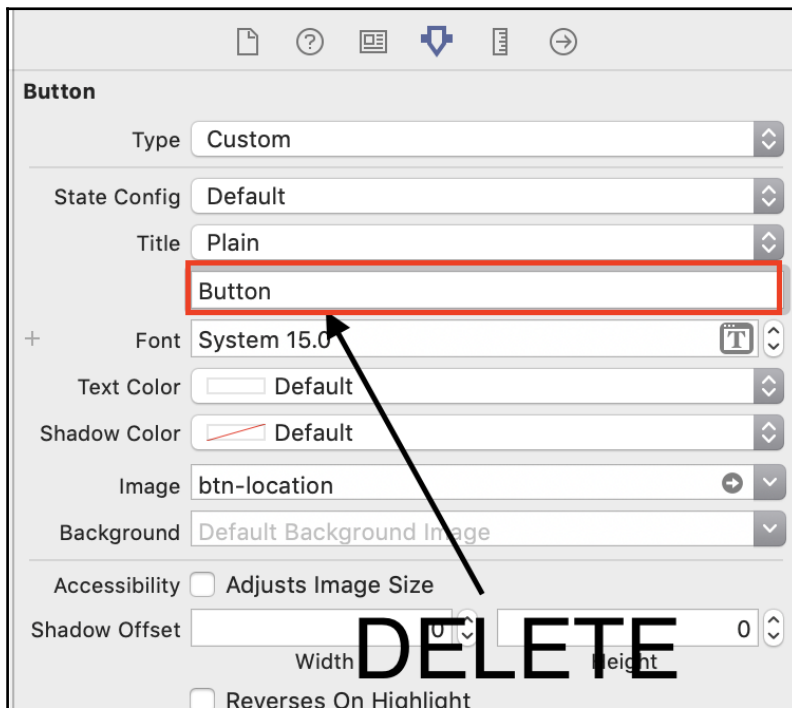 Button
Type Custom
State Config Default
Title Plain
Button
+ Font System 15.0 T
Text Color Default
Shadow Color Default
Image btn-location
Background Default Background Image
Accessibility Adjusts Image Size
Shadow Offset 0 0
Width Height
DELETE
Reverses On Highlight